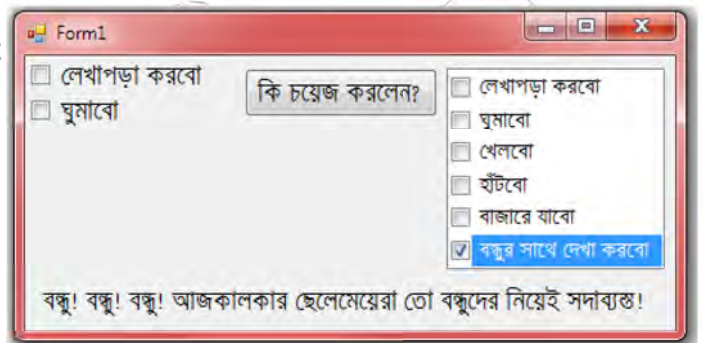 Form1
লেখাপড়া করবো
ঘুমাবো
কি চয়েজ করলেন?
লেখাপড়া করবো
ঘুমাবো
খেলবো
হাঁটবো
বাজারে যাবো
বন্ধুর সাথে দেখা করবো
বন্ধু! বন্ধু! বন্ধু! আজকালকার ছেলেমেয়েরা তো বন্ধুদের নিয়েই সদাব্যস্ত!